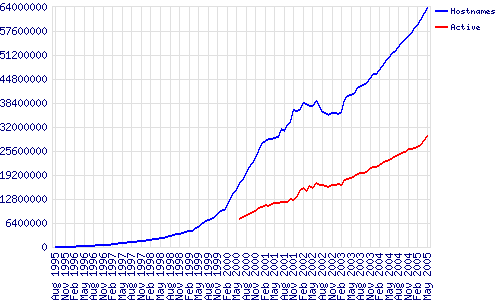 64000000
57600000
51200000
44800000
38400000
32000000
25600000
19200000
12800000
6400000
0
Hostnames
Active
Aug 1995
Nov 1995
Feb 1996
May 1996
Aug 1996
Nov 1996
Feb 1997
May 1997
Aug 1997
Nov 1997
Feb 1998
May 1998
Aug 1998
Nov 1998
Feb 1999
May 1999
Aug 1999
Nov 1999
Feb 2000
May 2000
Aug 2000
Nov 2000
Feb 2001
May 2001
Aug 2001
Nov 2001
Feb 2002
May 2002
Aug 2002
Nov 2002
Feb 2003
May 2003
Aug 2003
Nov 2003
Feb 2004
May 2004
Aug 2004
Nov 2004
Feb 2005
May 2005